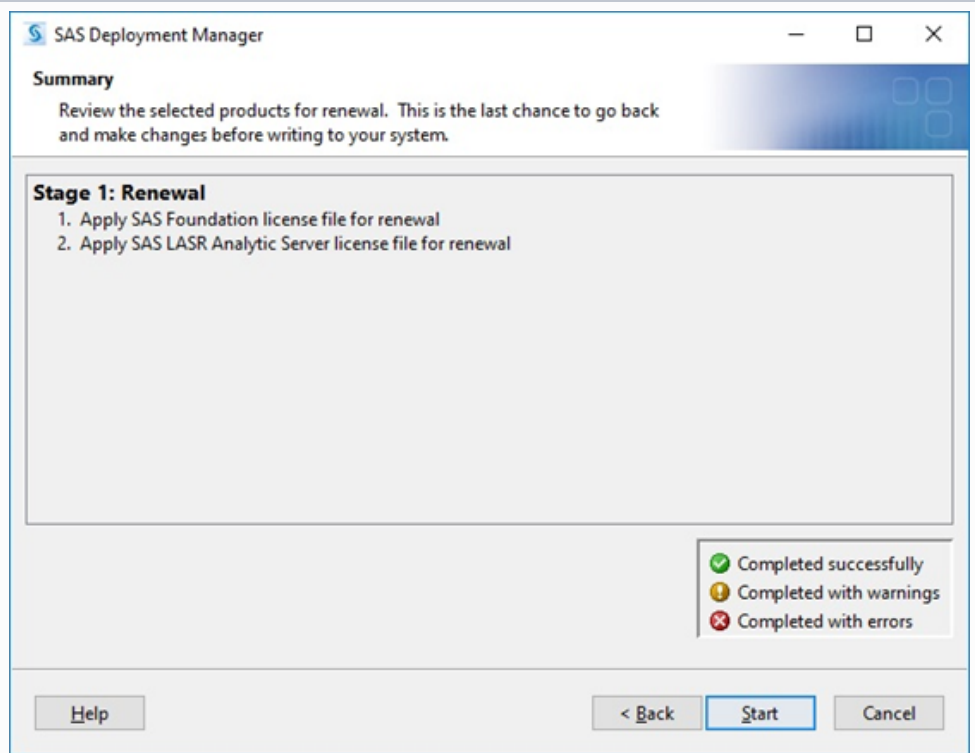 SAS Deployment Manager
Summary
Review the selected products for renewal. This is the last chance to go back
and make changes before writing to your system.
Stage 1: Renewal
1. Apply SAS Foundation license file for renewal
2. Apply SAS LASR Analytic Server license file for renewal
Completed successfully
Completed with warnings
Completed with errors
Help
< Back
Start
Cancel